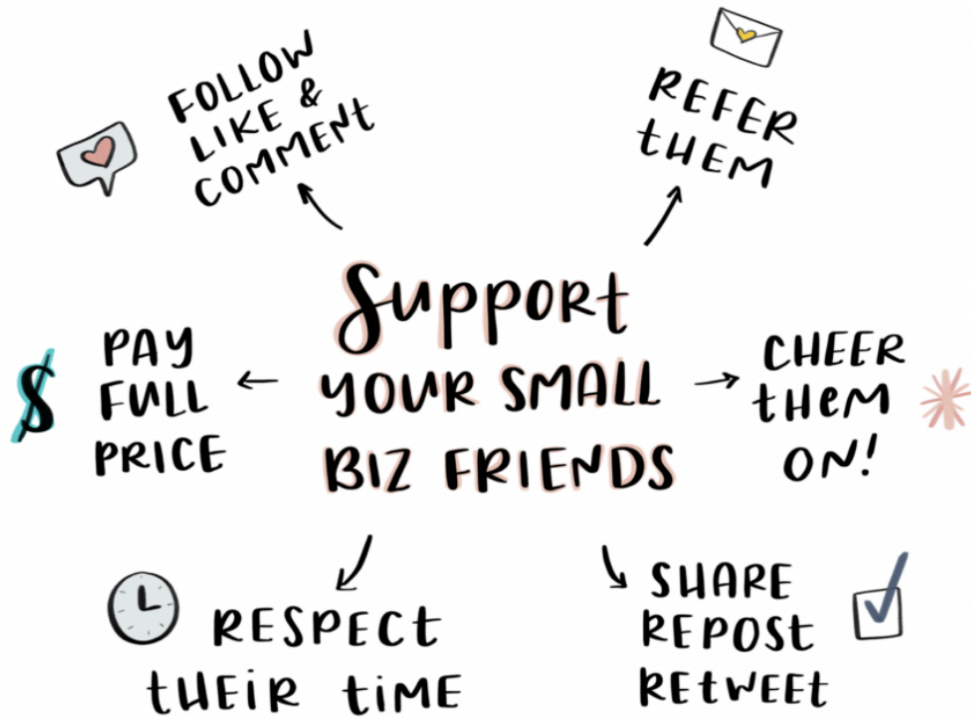 FOLLOW
LIKE &
COMMENT
REFER
tHEM
Support
YOUR SMALL
BIZ FRIENDS
PAY
FULL
PRICE
$
CHEER
tHEM
ON!
RESPECt
tHEiR tiME
SHARE
REPOSt
REtWEEt